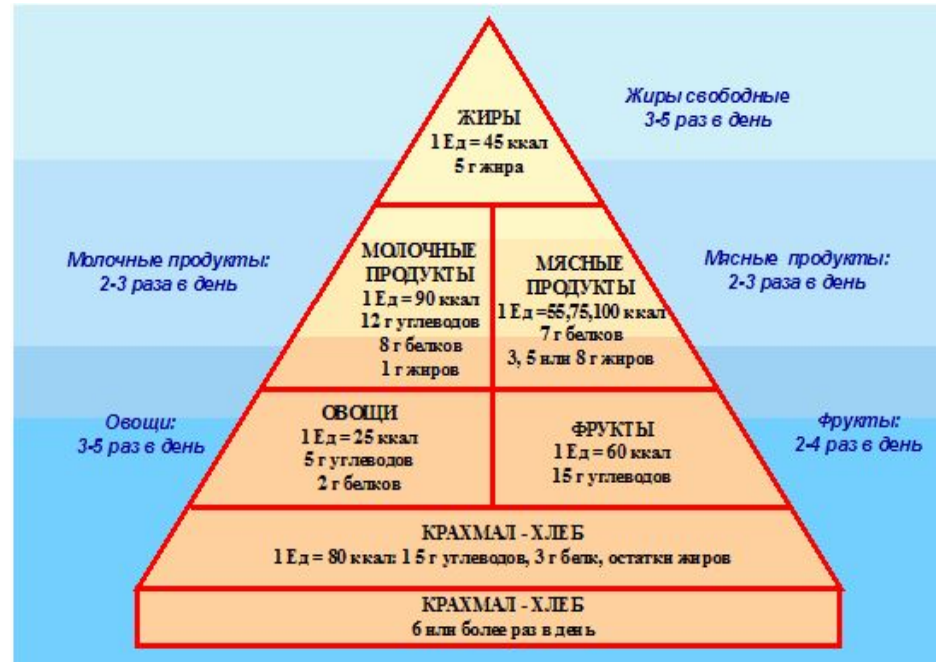 Жиры свободные
3-5 раз в день
ЖИРЫ
1 Ед = 45 ккал
5 г жира
Молочные продукты:
2-3 раза в день
МОЛОЧНЫЕ
ПРОДУКТЫ
1 Ед = 90 ккал
12 г углеводов
8 г белков
1 г жиров
МЯСНЫЕ
ПРОДУКТЫ
1 Ед =55,75,100 ккал
7 г белков
3, 5 или 8 г жиров
Мясные продукты:
2-3 раза в день
Овощи:
3-5 раз в день
ОВОЩИ
1 Ед = 25 ккал
5 г углеводов
2 г белков
ФРУКТЫ
1 Ед = 60 ккал
15 г углеводов
Фрукты:
2-4 раз в день
КРАХМАЛ - ХЛЕБ
1 Ед = 80 ккал: 1 5 г углеводов, 3 г белк, остатки жиров
КРАХМАЛ - ХЛЕБ
6 или более раз в день